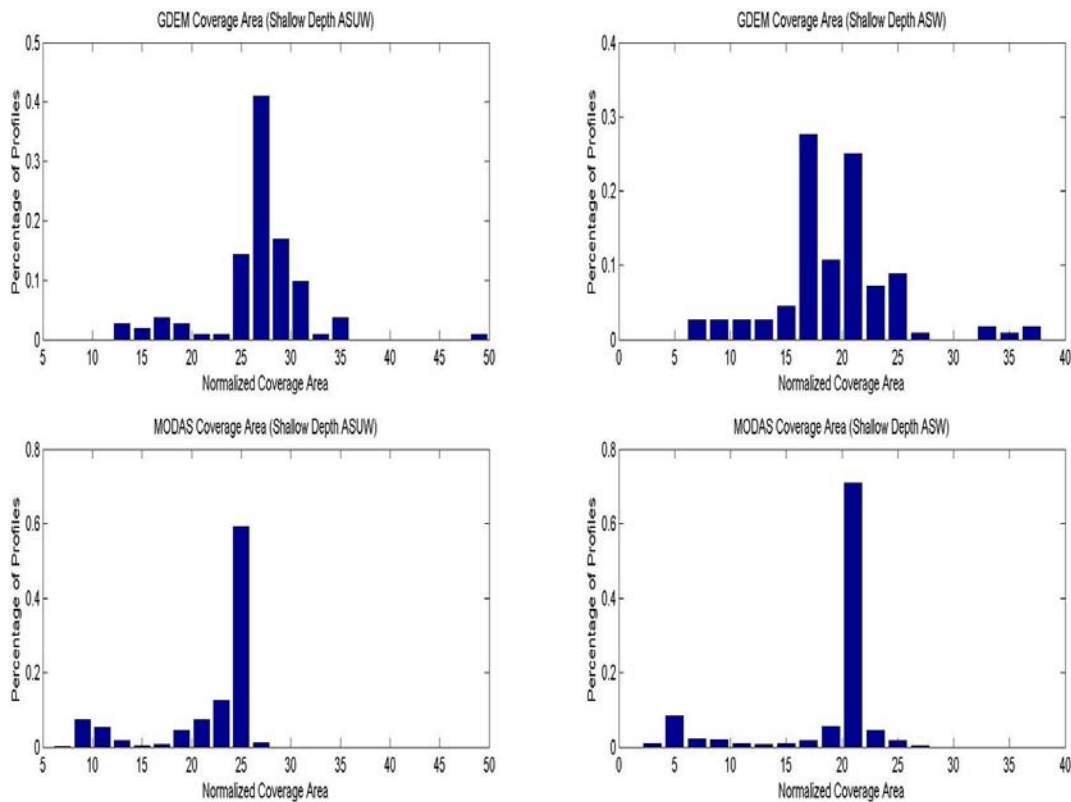 GDEM Coverage Area (Shallow Depth ASUW)
0.5
0.4
0.3
0.2
0.1
0
Percentage of Profiles
5 10 15 20 25 30 35 40 45 50
Normalized Coverage Area
GDEM Coverage Area (Shallow Depth ASW)
0.4
0.3
0.2
0.1
0
Percentage of Profiles
0 5 10 15 20 25 30 35 40
Normalized Coverage Area
MODAS Coverage Area (Shallow Depth ASUW)
0.8
0.6
0.4
0.2
0
Percentage of Profiles
5 10 15 20 25 30 35 40 45 50
Normalized Coverage Area
MODAS Coverage Area (Shallow Depth ASW)
0.8
0.6
0.4
0.2
0
Percentage of Profiles
0 5 10 15 20 25 30 35 40
Normalized Coverage Area